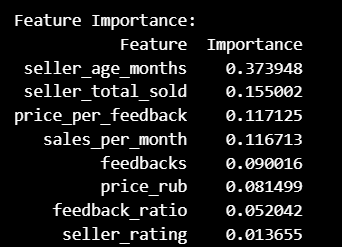 Feature Importance:
Feature Importance
seller_age_months 0.373948
seller_total_sold 0.155002
price_per_feedback 0.117125
sales_per_month 0.116713
feedbacks 0.090016
price_rub 0.081499
feedback_ratio 0.052042
seller_rating 0.013655